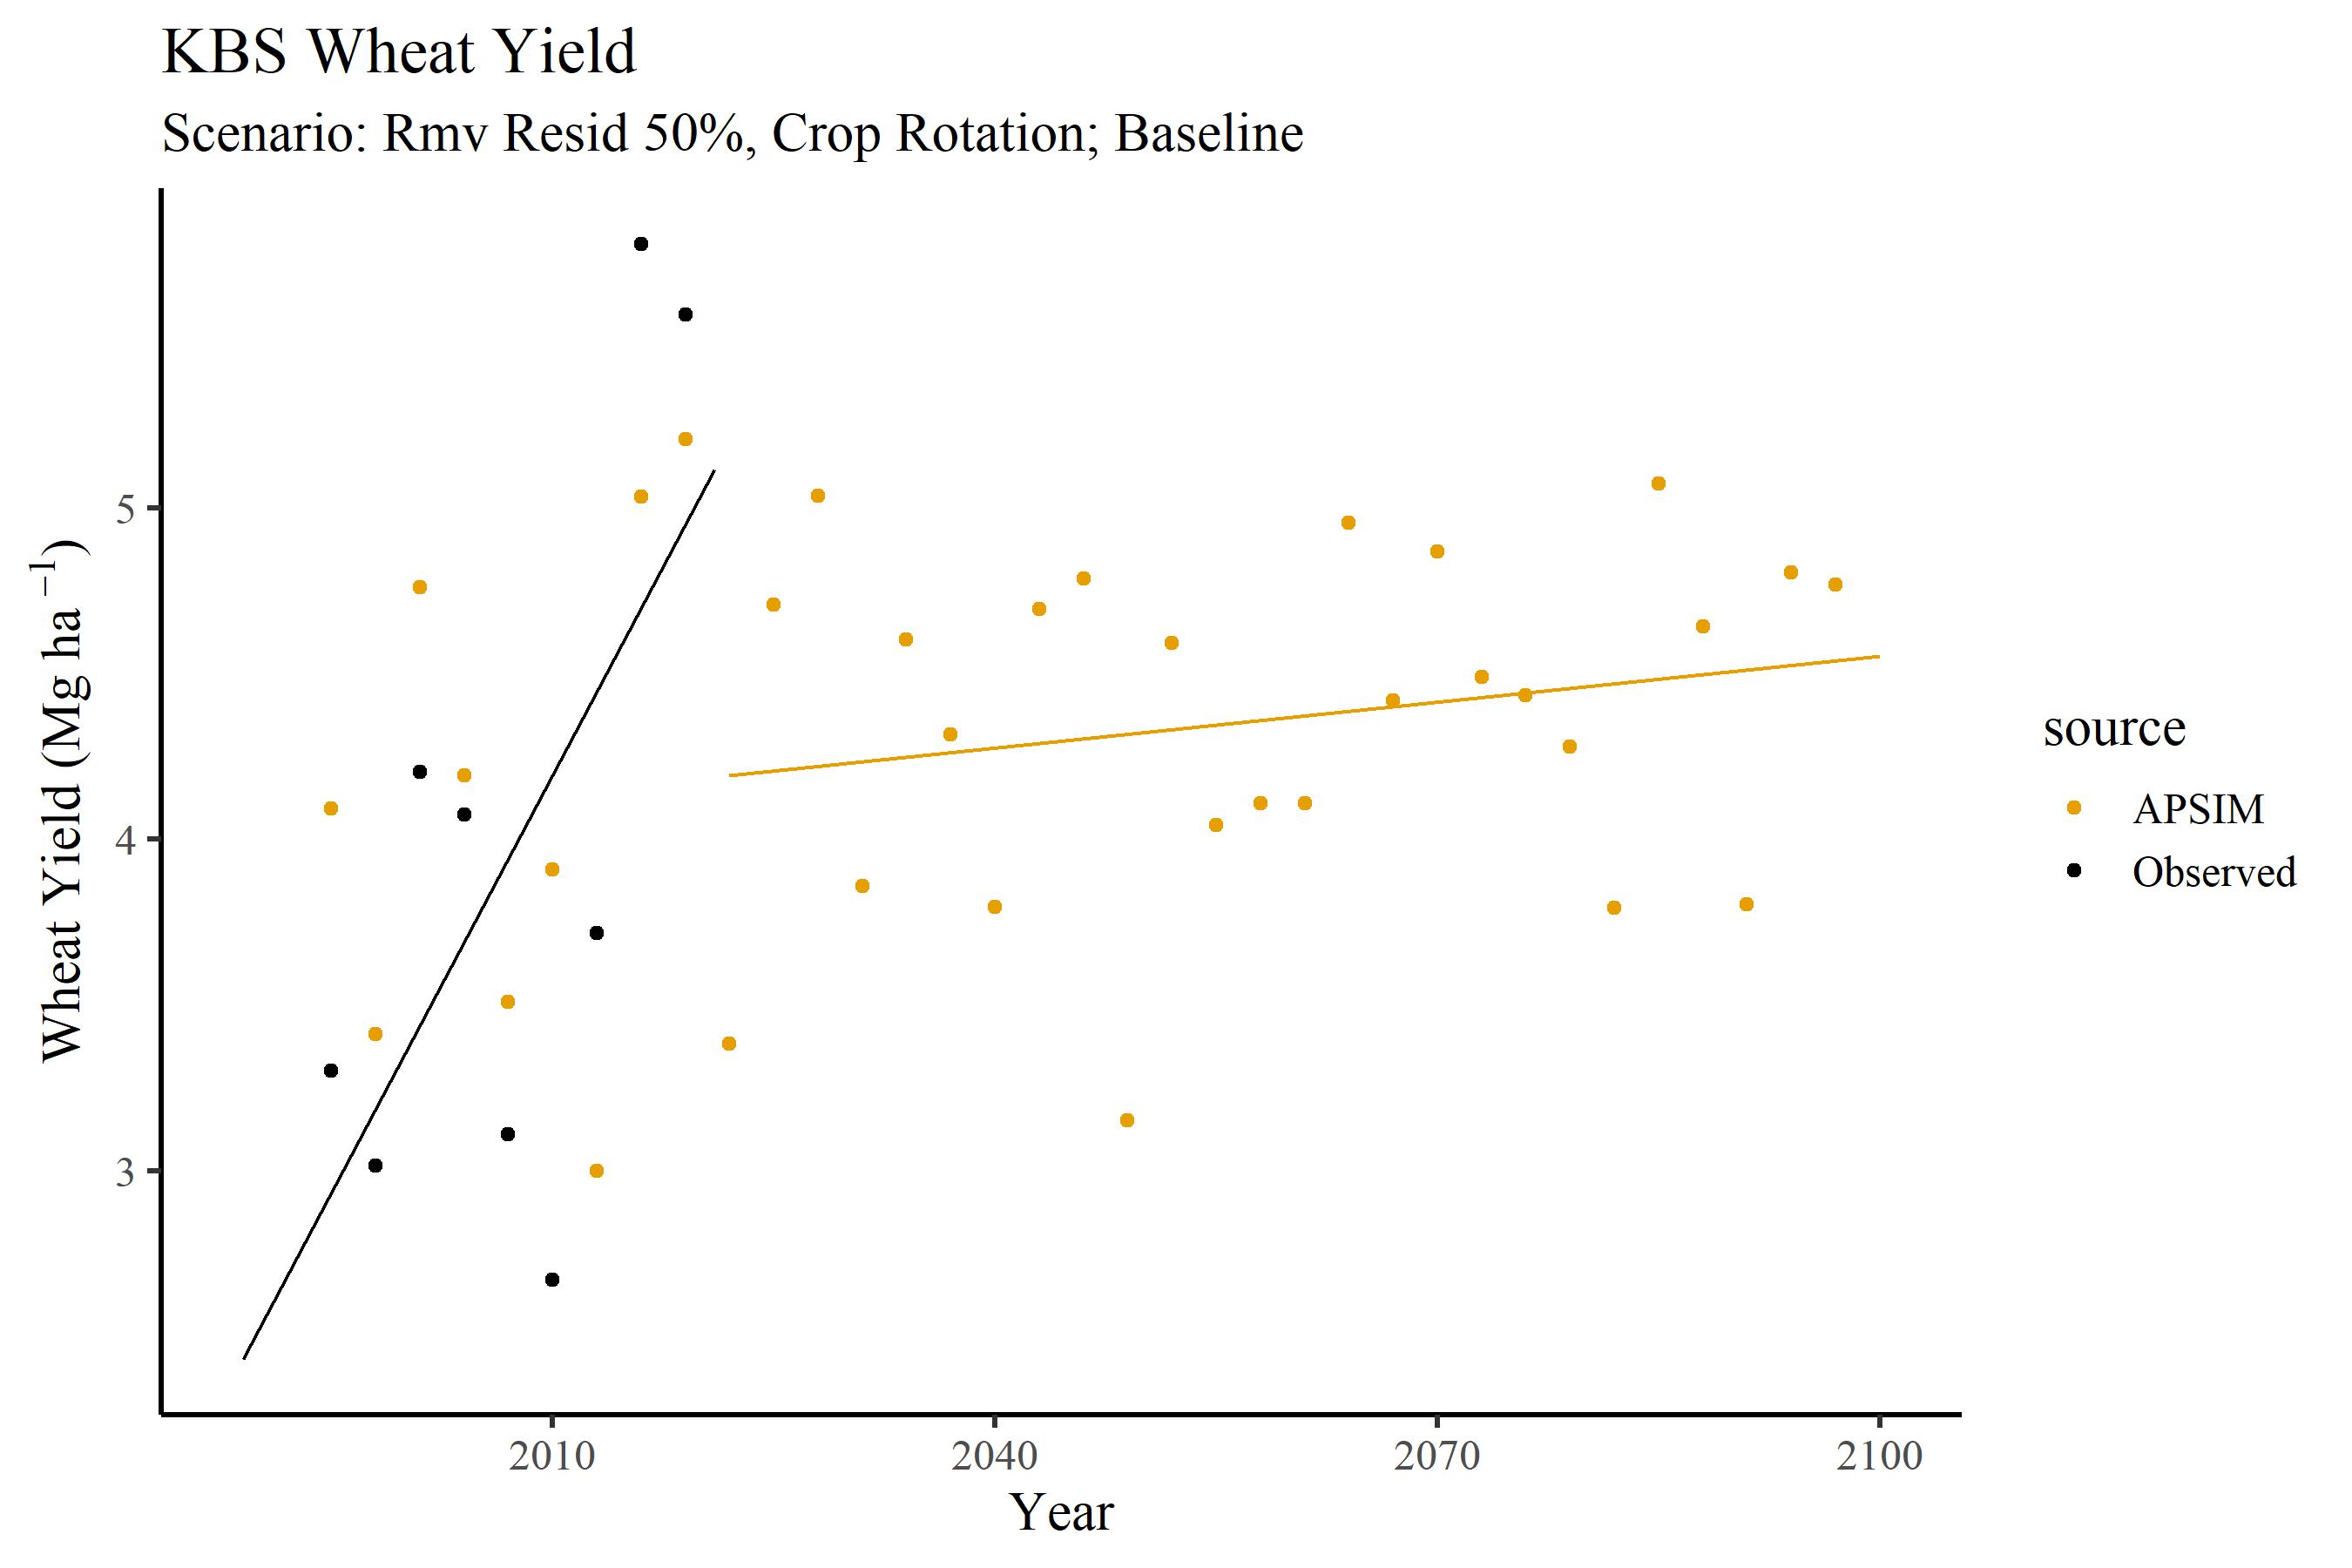 KBS Wheat Yield
Scenario: Rmv Resid 50%, Crop Rotation; Baseline
Wheat Yield (Mg ha⁻¹)
5
4
3
2010
2040
2070
2100
Year
source
APSIM
Observed